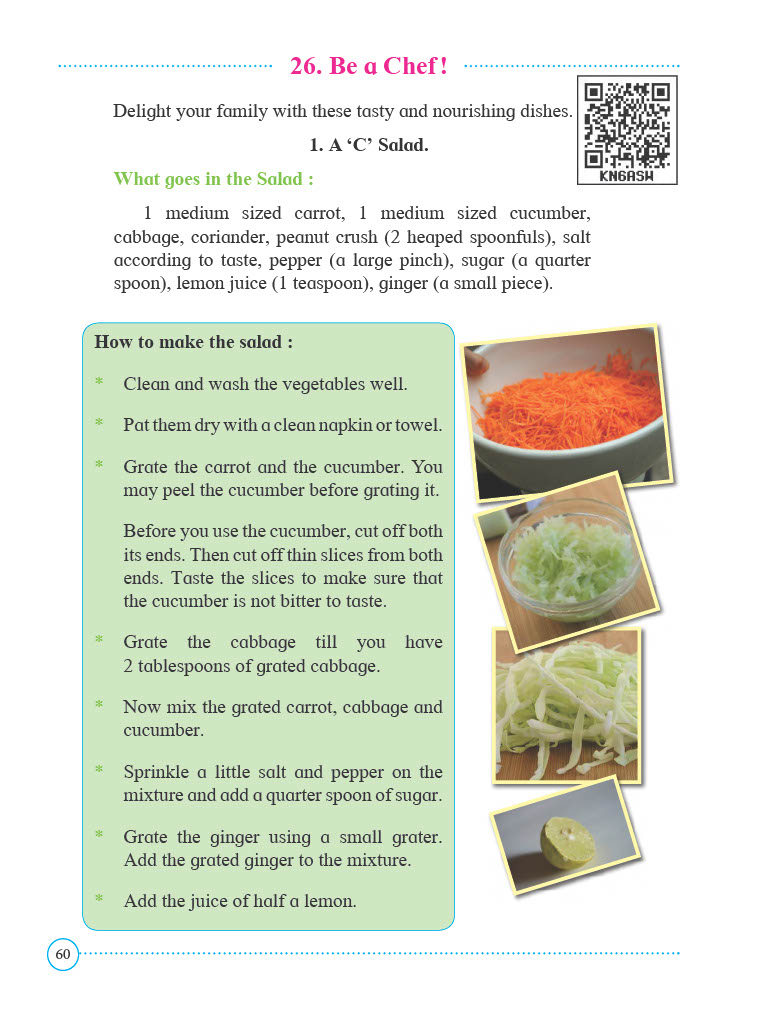 26. Be a Chef!
Delight your family with these tasty and nourishing dishes.
KN6ASW
1. A ‘C’ Salad.
What goes in the Salad :
1 medium sized carrot, 1 medium sized cucumber,
cabbage, coriander, peanut crush (2 heaped spoonfuls), salt
according to taste, pepper (a large pinch), sugar (a quarter
spoon), lemon juice (1 teaspoon), ginger (a small piece).
How to make the salad :
* Clean and wash the vegetables well.
* Pat them dry with a clean napkin or towel.
* Grate the carrot and the cucumber. You
may peel the cucumber before grating it.
Before you use the cucumber, cut off both
its ends. Then cut off thin slices from both
ends. Taste the slices to make sure that
the cucumber is not bitter to taste.
* Grate the cabbage till you have
2 tablespoons of grated cabbage.
* Now mix the grated carrot, cabbage and
cucumber.
* Sprinkle a little salt and pepper on the
mixture and add a quarter spoon of sugar.
* Grate the ginger using a small grater.
Add the grated ginger to the mixture.
* Add the juice of half a lemon.
60